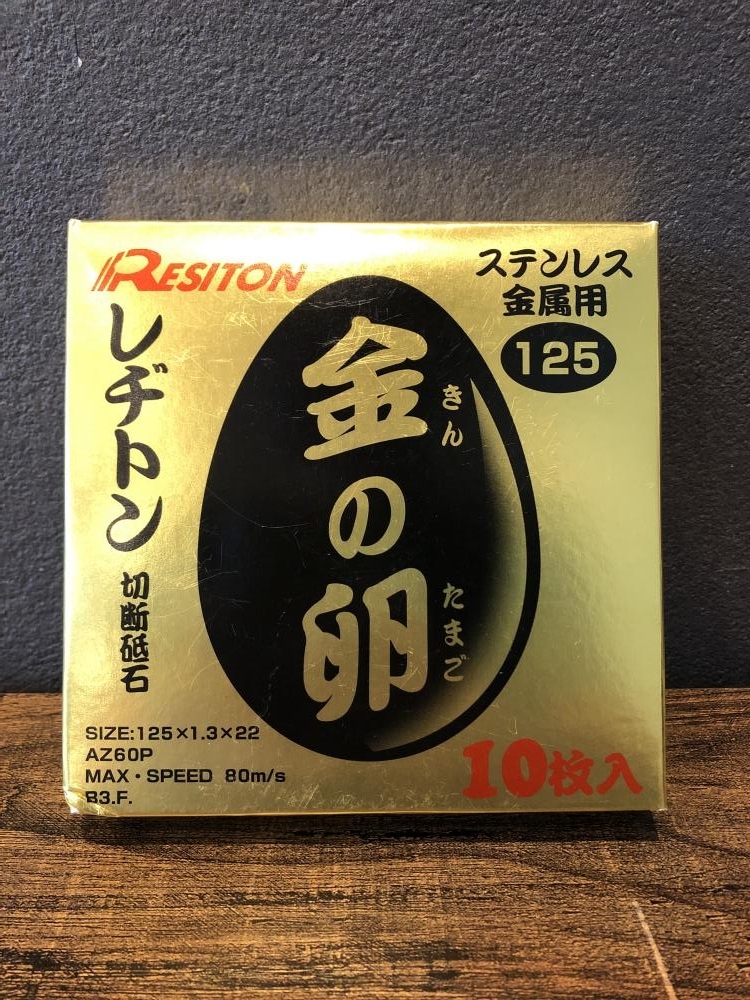 RESITON
レヂトン
切断砥石
ステンレス
金属用
125
金の卵
きん
たまご
SIZE:125×1.3×22
AZ60P
MAX・SPEED 80m/s
B3.F.
10枚入